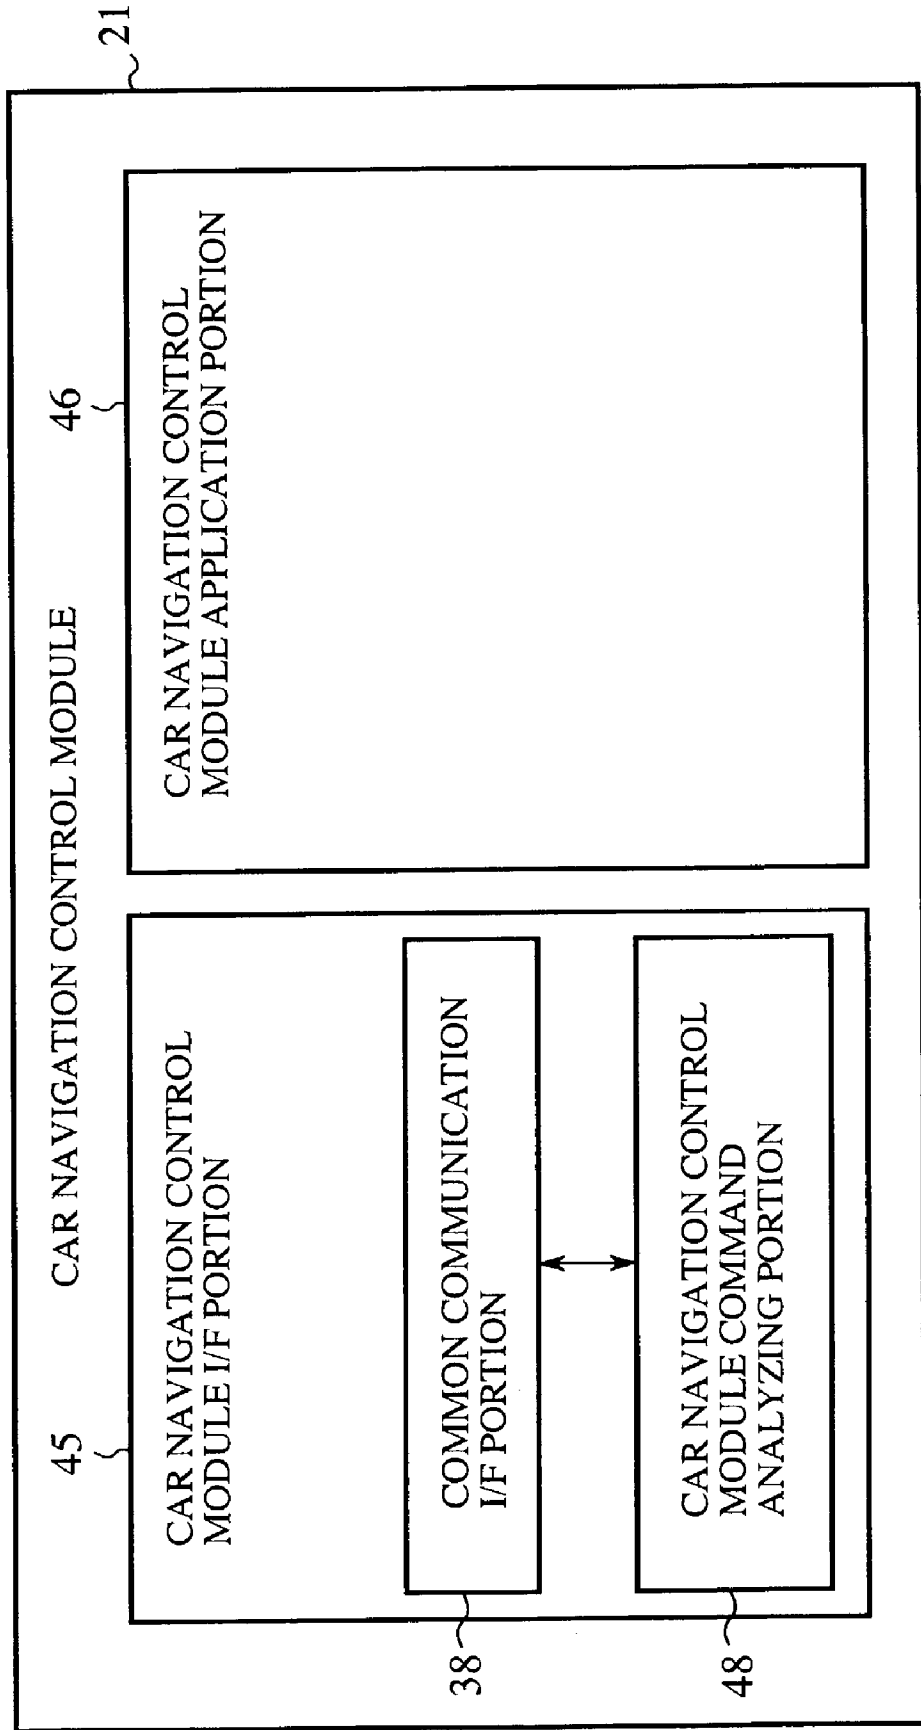 21
CAR NAVIGATION CONTROL MODULE
45
CAR NAVIGATION CONTROL
MODULE I/F PORTION
COMMON COMMUNICATION
I/F PORTION
38
CAR NAVIGATION CONTROL
MODULE COMMAND
ANALYZING PORTION
48
46
CAR NAVIGATION CONTROL
MODULE APPLICATION PORTION